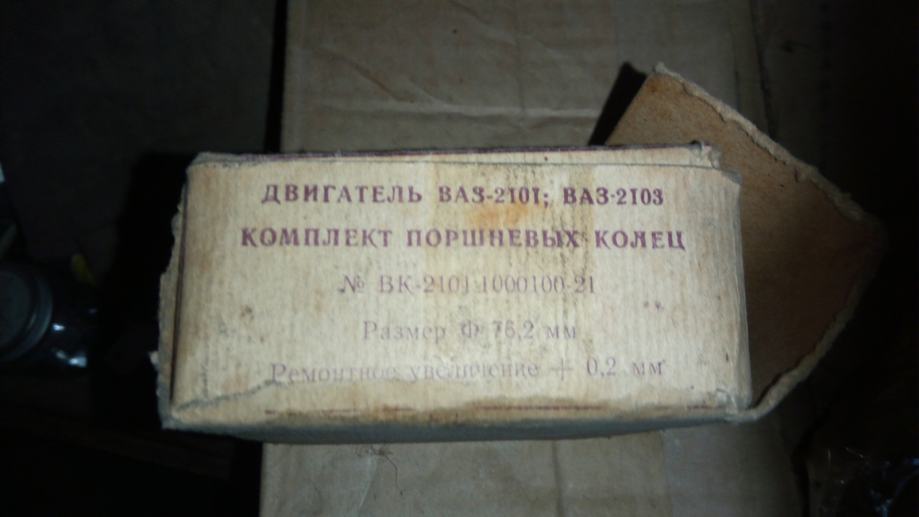 ДВИГАТЕЛЬ ВАЗ-2101; ВАЗ-2103
КОМПЛЕКТ ПОРШНЕВЫХ КОЛЕЦ
№ ВК-2101-1000100-21
Размер Ф 76,2 мм
Ремонтное увеличение + 0,2 мм